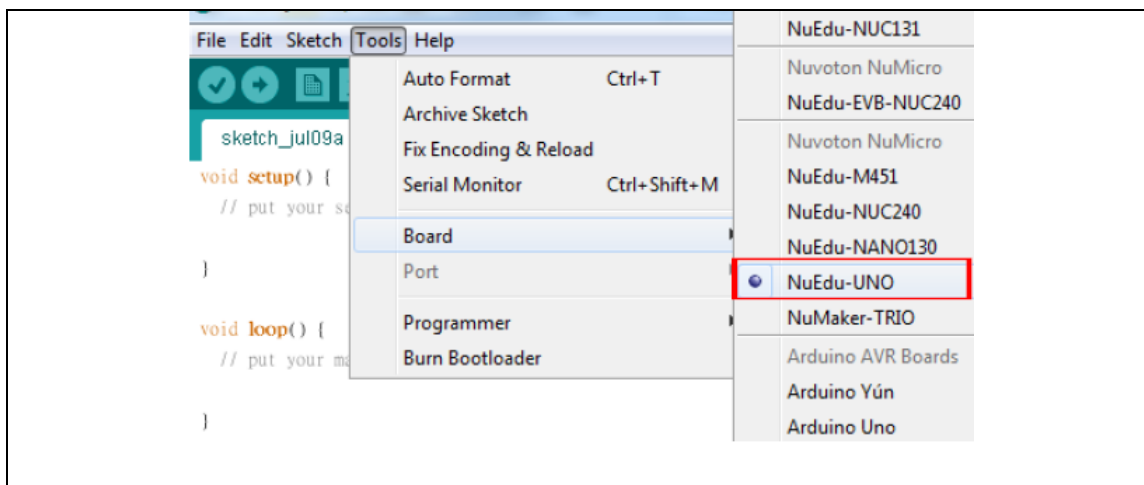 File Edit Sketch Tools Help
sketch_jul09a
void setup() {
// put your se
}
void loop() {
// put your ma
}
Auto Format Ctrl+T
Archive Sketch
Fix Encoding & Reload
Serial Monitor Ctrl+Shift+M
Board
Port
Programmer
Burn Bootloader
NuEdu-NUC131
Nuvoton NuMicro
NuEdu-EVB-NUC240
Nuvoton NuMicro
NuEdu-M451
NuEdu-NUC240
NuEdu-NANO130
NuEdu-UNO
NuMaker-TRIO
Arduino AVR Boards
Arduino Yún
Arduino Uno